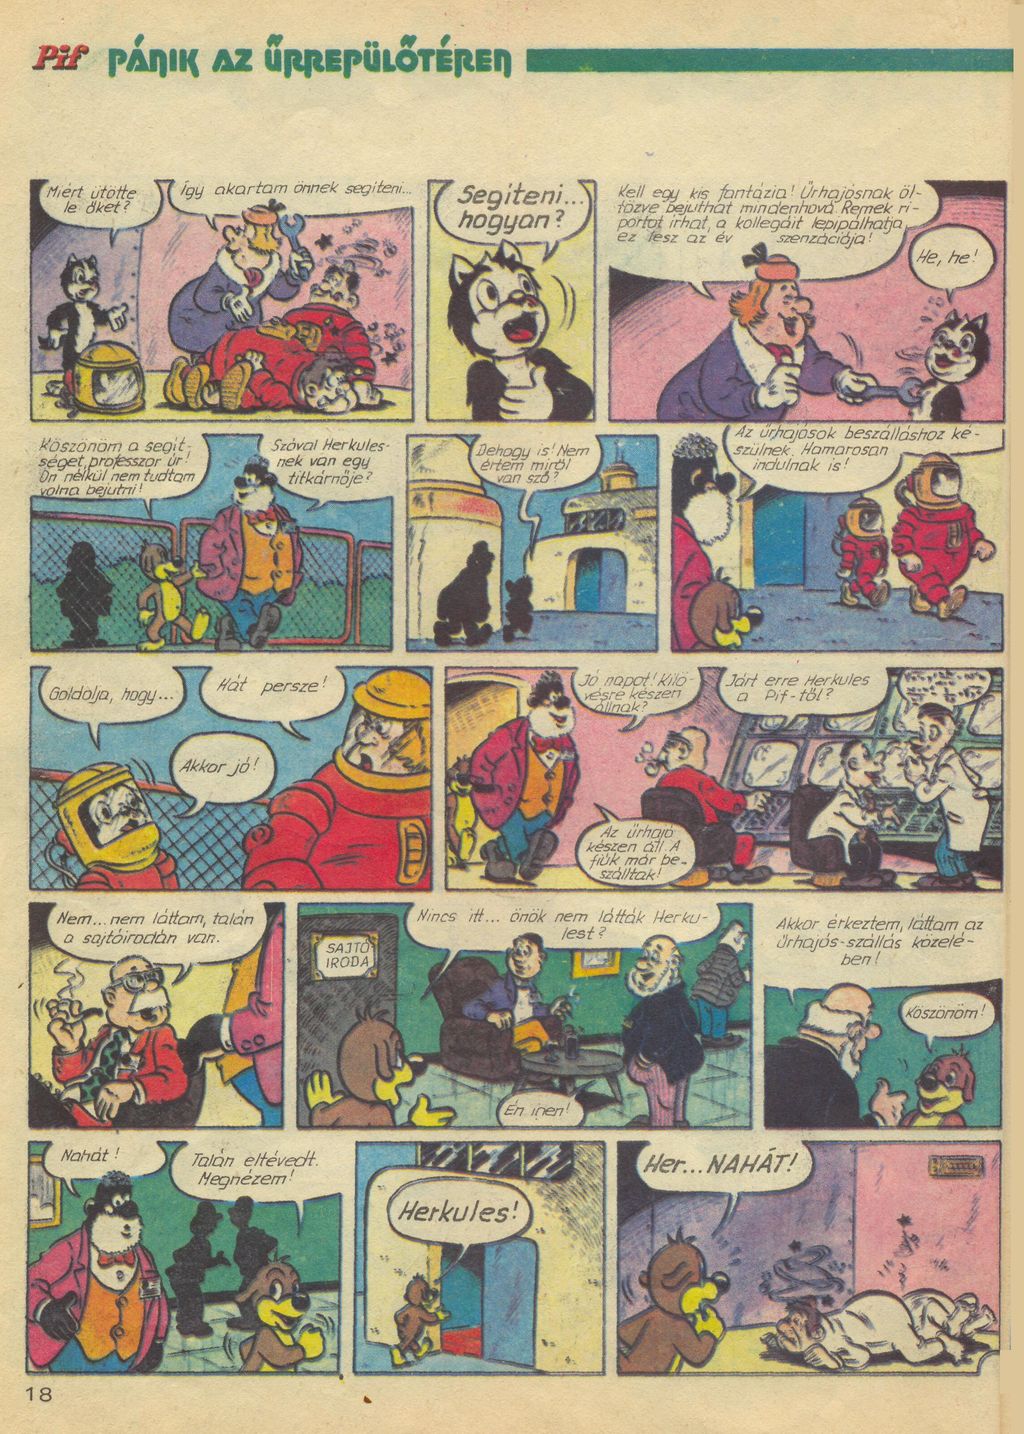 Pif PÁNIK AZ ŰRREPÜLŐTÉREN
Miért ütötte
le őket?
Így akartam önnek segíteni...
Segíteni...
hogyan?
Kell egy kis fantázia! Űrhajósnak öl-
tözve bejuthat mindenhová. Remek ri-
portot írhat, a kollegáit lepipálhatja,
ez lesz az év szenzációja!
He, he!
Köszönöm a segít-
séget, professzor úr!
Ön nélkül nem tudtam
volna bejutni!
Szóval Herkules-
nek van egy
titkárnője?
Dehogy is! Nem
értem miről
van szó?
Az űrhajósok beszálláshoz ké-
szülnek. Hamarosan
indulnak is!
Goldolja, hogy...
Hát persze!
Akkor jó!
Jó napot! Kilö-
vésre készen
állnak?
Járt erre Herkules
a Pif-től?
Az űrhajó
készen áll. A
fiúk már be-
szálltak!
Nem... nem láttam, talán
a sajtóirodán van.
SAJTÓ-
IRODA
Nincs itt... önök nem látták Herku-
lest?
Én igen!
Akkor érkeztem, láttam az
űrhajós-szállás közelé-
ben!
Köszönöm!
Nahát!
Talán eltévedt.
Megnézem!
Herkules!
Her...NAHÁT!
18